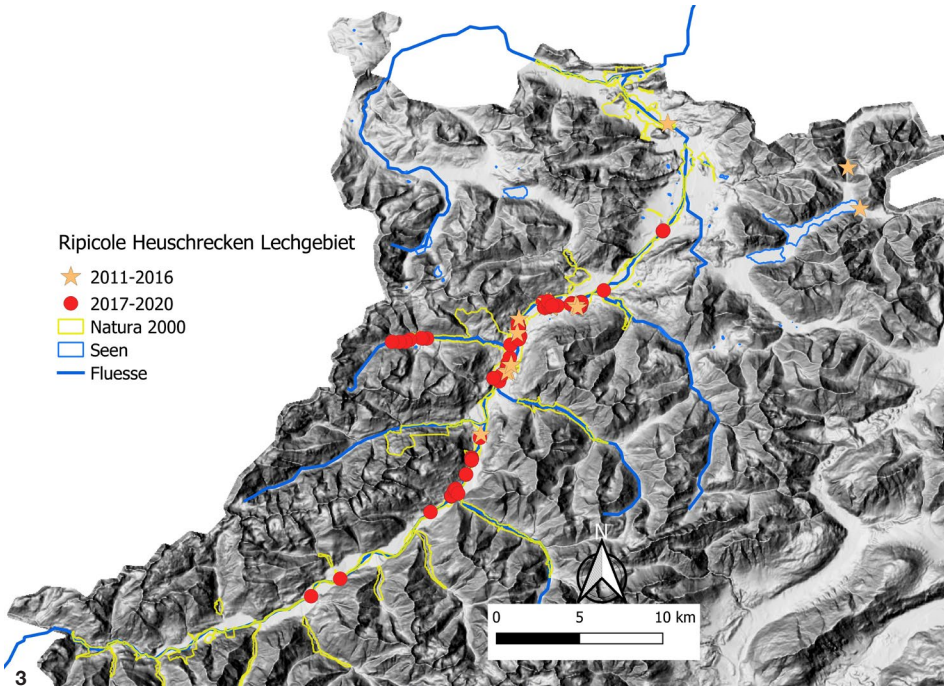 Ripicole Heuschrecken Lechgebiet
2011-2016
2017-2020
Natura 2000
Seen
Fluesse
N
0 5 10 km
3